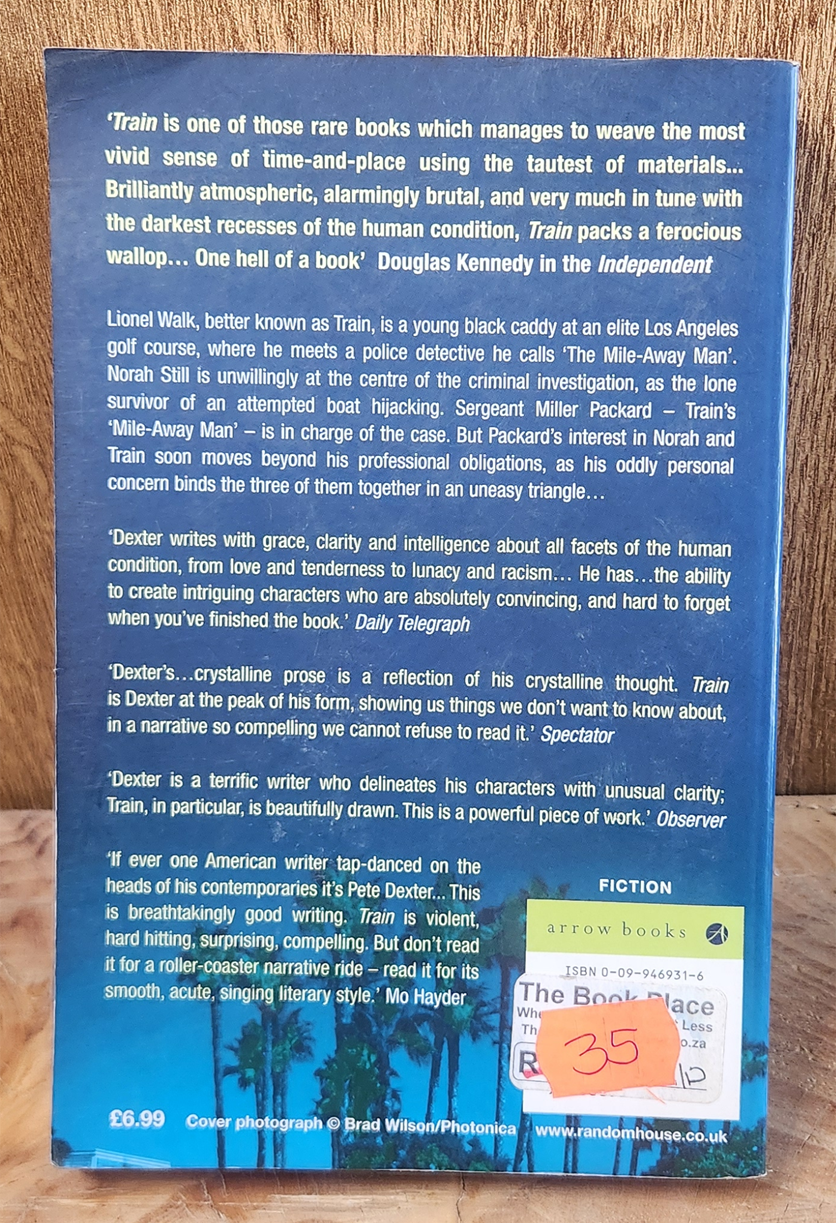 ‘Train is one of those rare books which manages to weave the most
vivid sense of time-and-place using the tautest of materials...
Brilliantly atmospheric, alarmingly brutal, and very much in tune with
the darkest recesses of the human condition, Train packs a ferocious
wallop... One hell of a book’ Douglas Kennedy in the Independent
Lionel Walk, better known as Train, is a young black caddy at an elite Los Angeles
golf course, where he meets a police detective he calls ‘The Mile-Away Man’.
Norah Still is unwillingly at the centre of the criminal investigation, as the lone
survivor of an attempted boat hijacking. Sergeant Miller Packard – Train’s
‘Mile-Away Man’ – is in charge of the case. But Packard’s interest in Norah and
Train soon moves beyond his professional obligations, as his oddly personal
concern binds the three of them together in an uneasy triangle...
‘Dexter writes with grace, clarity and intelligence about all facets of the human
condition, from love and tenderness to lunacy and racism... He has...the ability
to create intriguing characters who are absolutely convincing, and hard to forget
when you’ve finished the book.’ Daily Telegraph
‘Dexter’s...crystalline prose is a reflection of his crystalline thought. Train
is Dexter at the peak of his form, showing us things we don’t want to know about,
in a narrative so compelling we cannot refuse to read it.’ Spectator
‘Dexter is a terrific writer who delineates his characters with unusual clarity;
Train, in particular, is beautifully drawn. This is a powerful piece of work.’ Observer
‘If ever one American writer tap-danced on the
heads of his contemporaries it’s Pete Dexter... This
is breathtakingly good writing. Train is violent,
hard hitting, surprising, compelling. But don’t read
it for a roller-coaster narrative ride – read it for its
smooth, acute, singing literary style.’ Mo Hayder
FICTION
arrow books
ISBN 0-09-946931-6
The Book Place
Less
o.za
R
35
£6.99 Cover photograph © Brad Wilson/Photonica www.randomhouse.co.uk